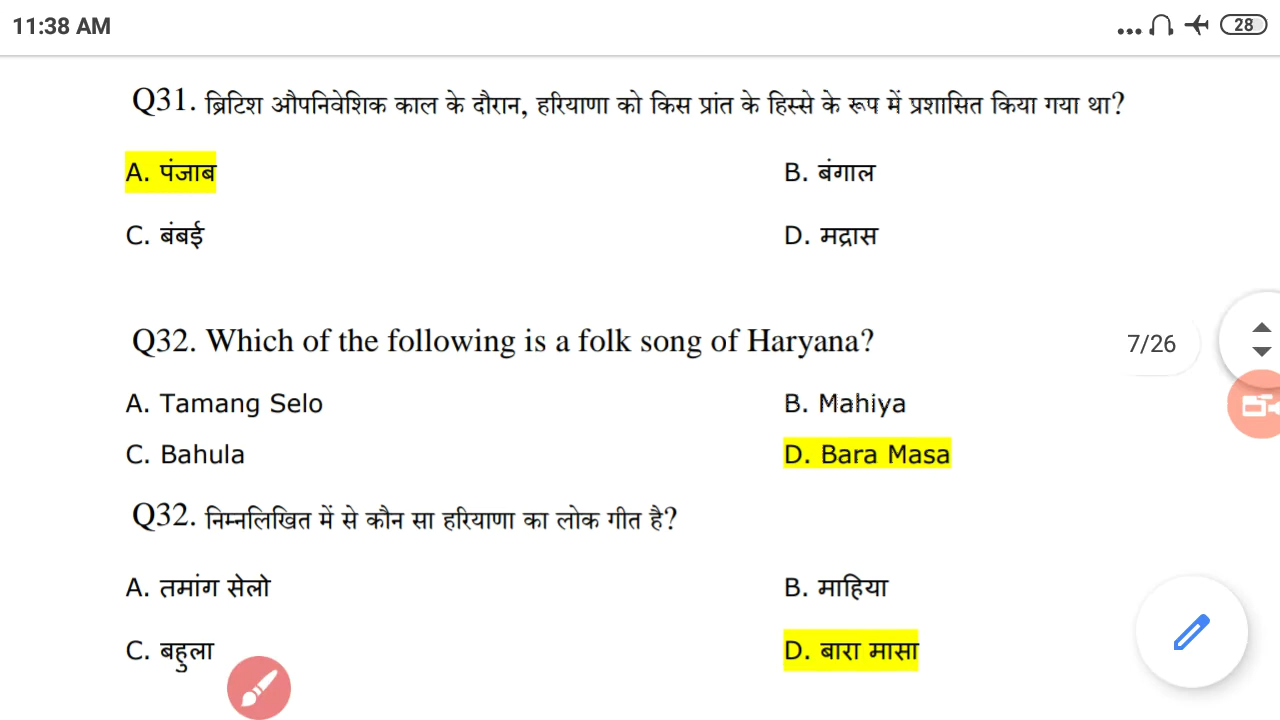 11:38 AM
28
Q31. ब्रिटिश औपनिवेशिक काल के दौरान, हरियाणा को किस प्रांत के हिस्से के रूप में प्रशासित किया गया था?
A. पंजाब
B. बंगाल
C. बंबई
D. मद्रास
Q32. Which of the following is a folk song of Haryana?
7/26
A. Tamang Selo
B. Mahiya
C. Bahula
D. Bara Masa
Q32. निम्नलिखित में से कौन सा हरियाणा का लोक गीत है?
A. तमांग सेलो
B. माहिया
C. बहुला
D. बारा मासा